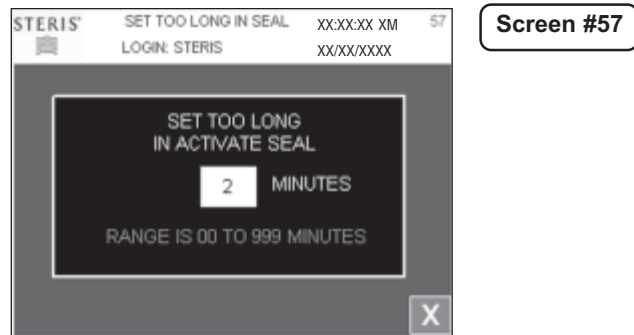 STERIS® SET TOO LONG IN SEAL XX:XX:XX XM 57
LOGIN: STERIS XX/XX/XXXX
Screen #57
SET TOO LONG
IN ACTIVATE SEAL
2 MINUTES
RANGE IS 00 TO 999 MINUTES
X